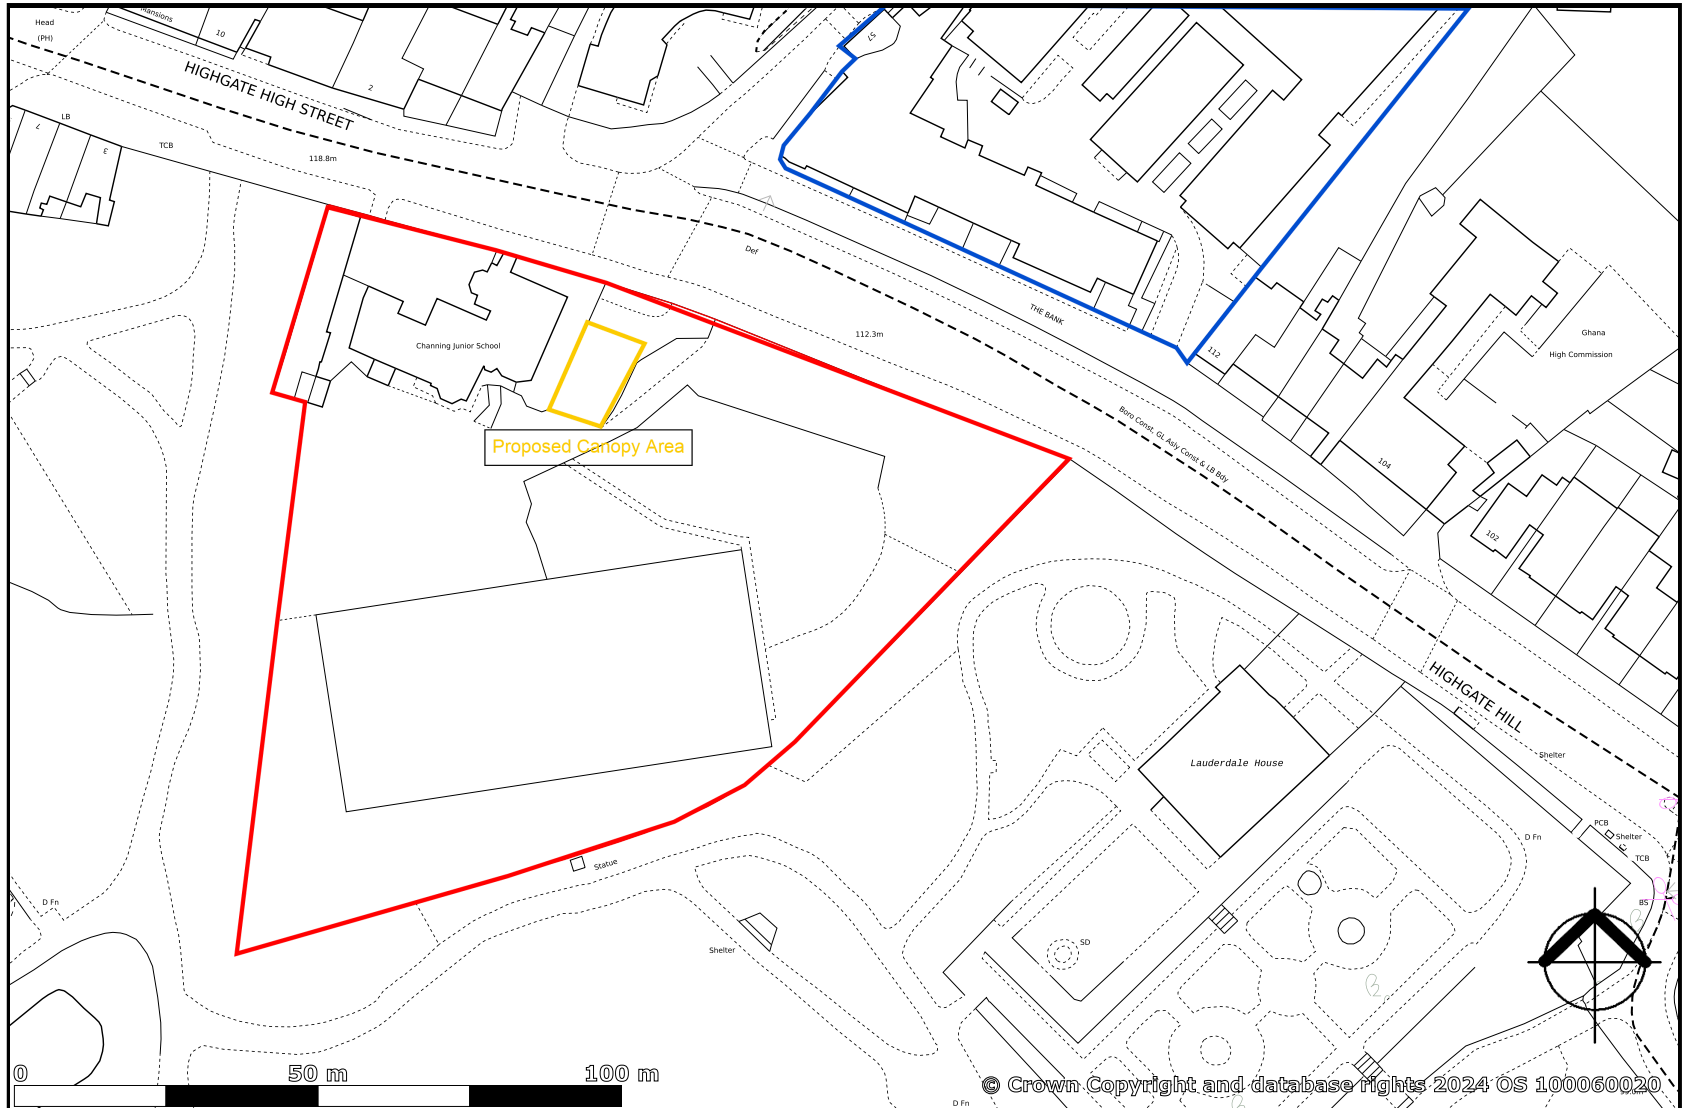 Head
(PH)
Mansions
10
2
HIGHGATE HIGH STREET
LB
7
3
TCB
118.8m
57
Def
THE BANK
112.3m
112
Ghana
High Commission
Channing Junior School
Proposed Canopy Area
Boro Const, GL Asly Const & LB Bdy
104
102
HIGHGATE HILL
Shelter
Lauderdale House
PCB
Shelter
D Fn
TCB
BS
Statue
D Fn
Shelter
SD
0
50 m
100 m
D Fn
© Crown Copyright and database rights 2024 OS 100060020